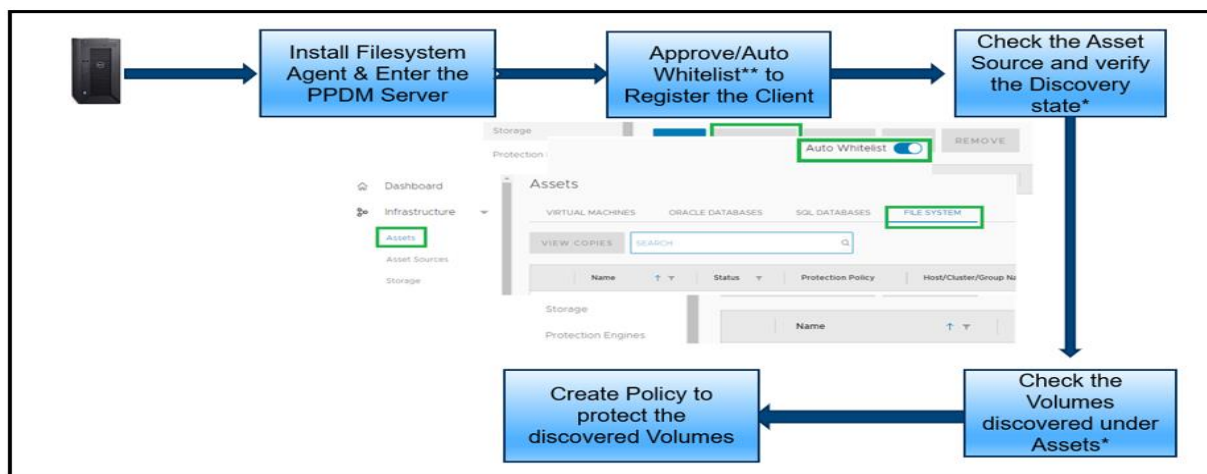 Install Filesystem
Agent & Enter the
PPDM Server
Approve/Auto
Whitelist** to
Register the Client
Check the Asset
Source and verify
the Discovery
state*
Storage
Protection
Auto Whitelist
REMOVE
Dashboard
Infrastructure
Assets
Asset Sources
Storage
Assets
VIRTUAL MACHINES ORACLE DATABASES SQL DATABASES FILE SYSTEM
VIEW COPIES SEARCH
Name Status Protection Policy Host/Cluster/Group Na
Storage
Protection Engines
Name
Create Policy to
protect the
discovered Volumes
Check the
Volumes
discovered under
Assets*